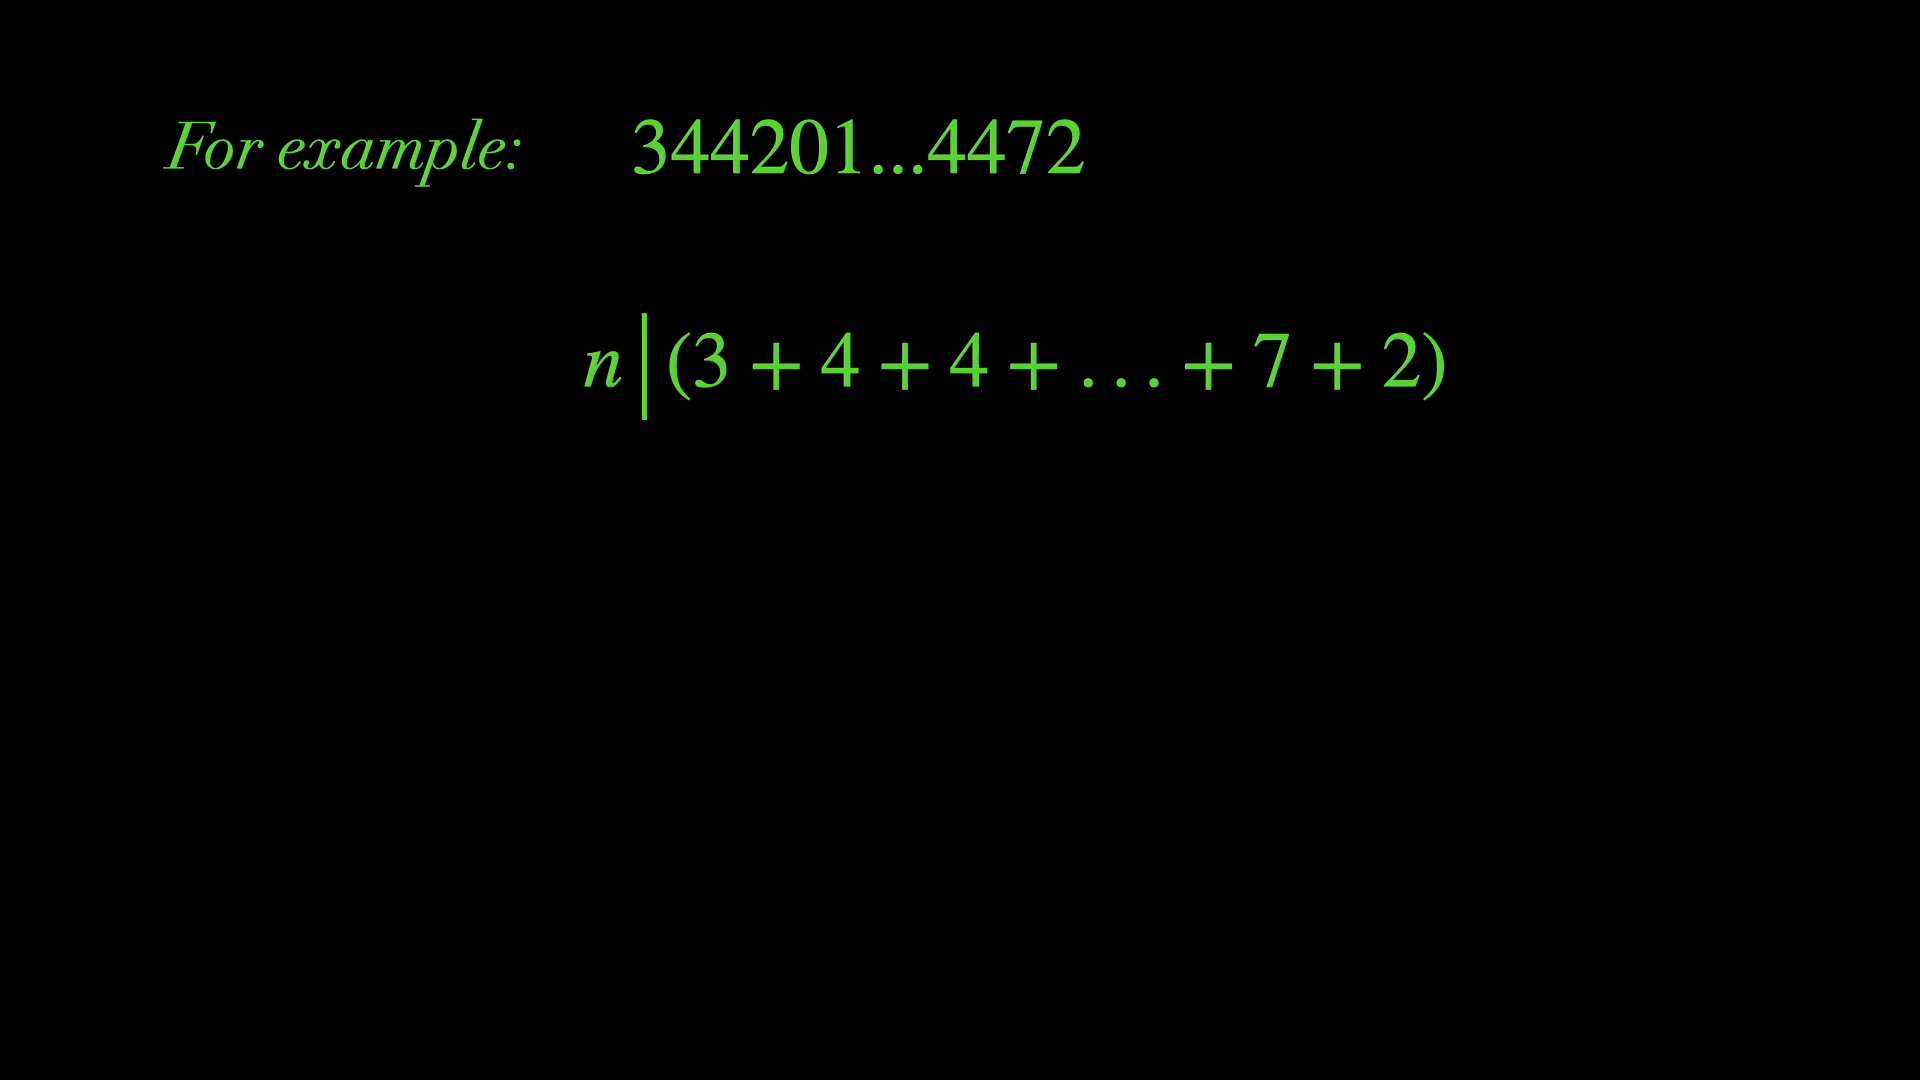 For example: 344201...4472
n | (3 + 4 + 4 + . . . + 7 + 2)